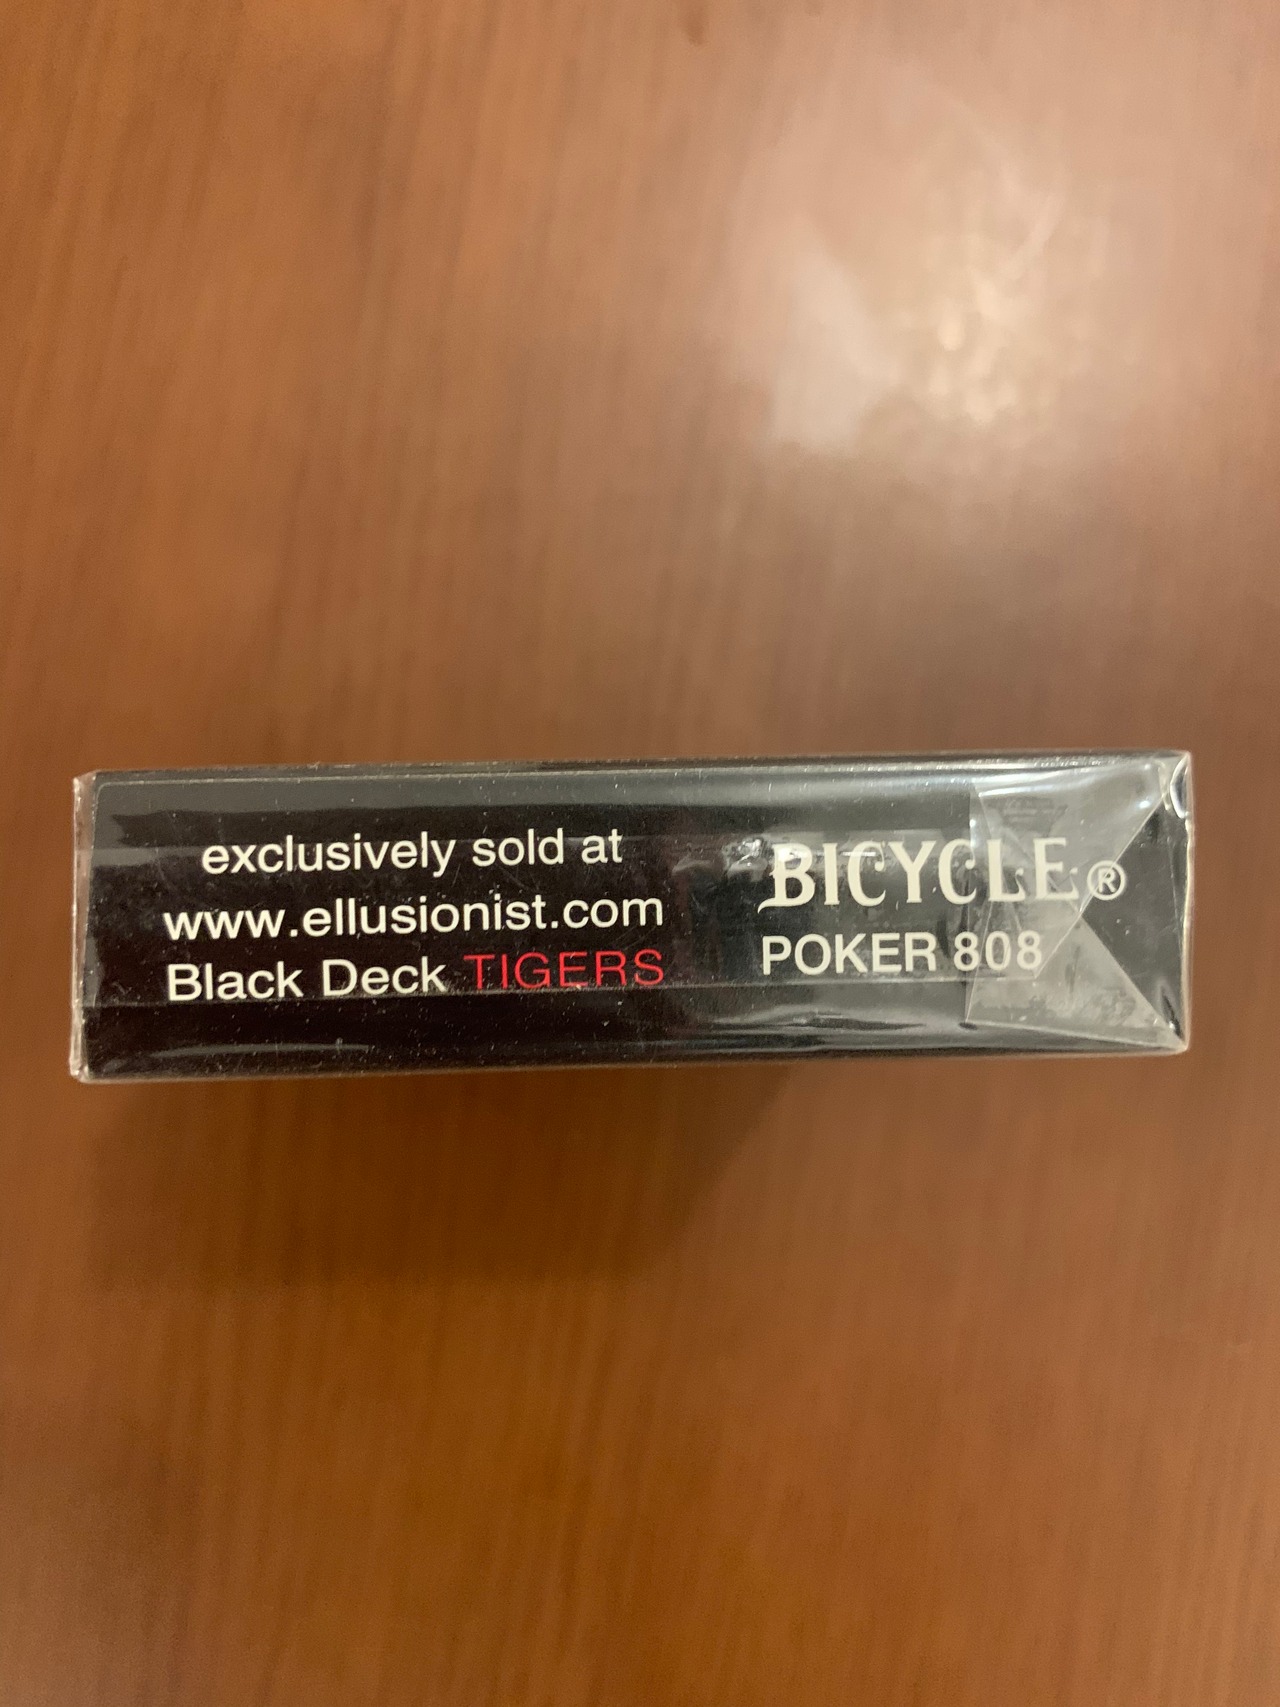 exclusively sold at
www.ellusionist.com
Black Deck TIGERS
BICYCLE®
POKER 808